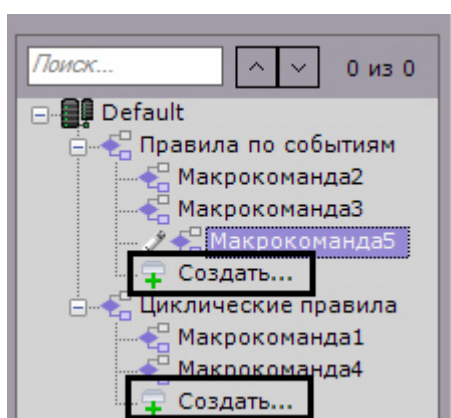 Поиск...
0 из 0
Default
Правила по событиям
Макрокоманда2
Макрокоманда3
Макрокоманда5
Создать...
Циклические правила
Макрокоманда1
Макрокоманда4
Создать...